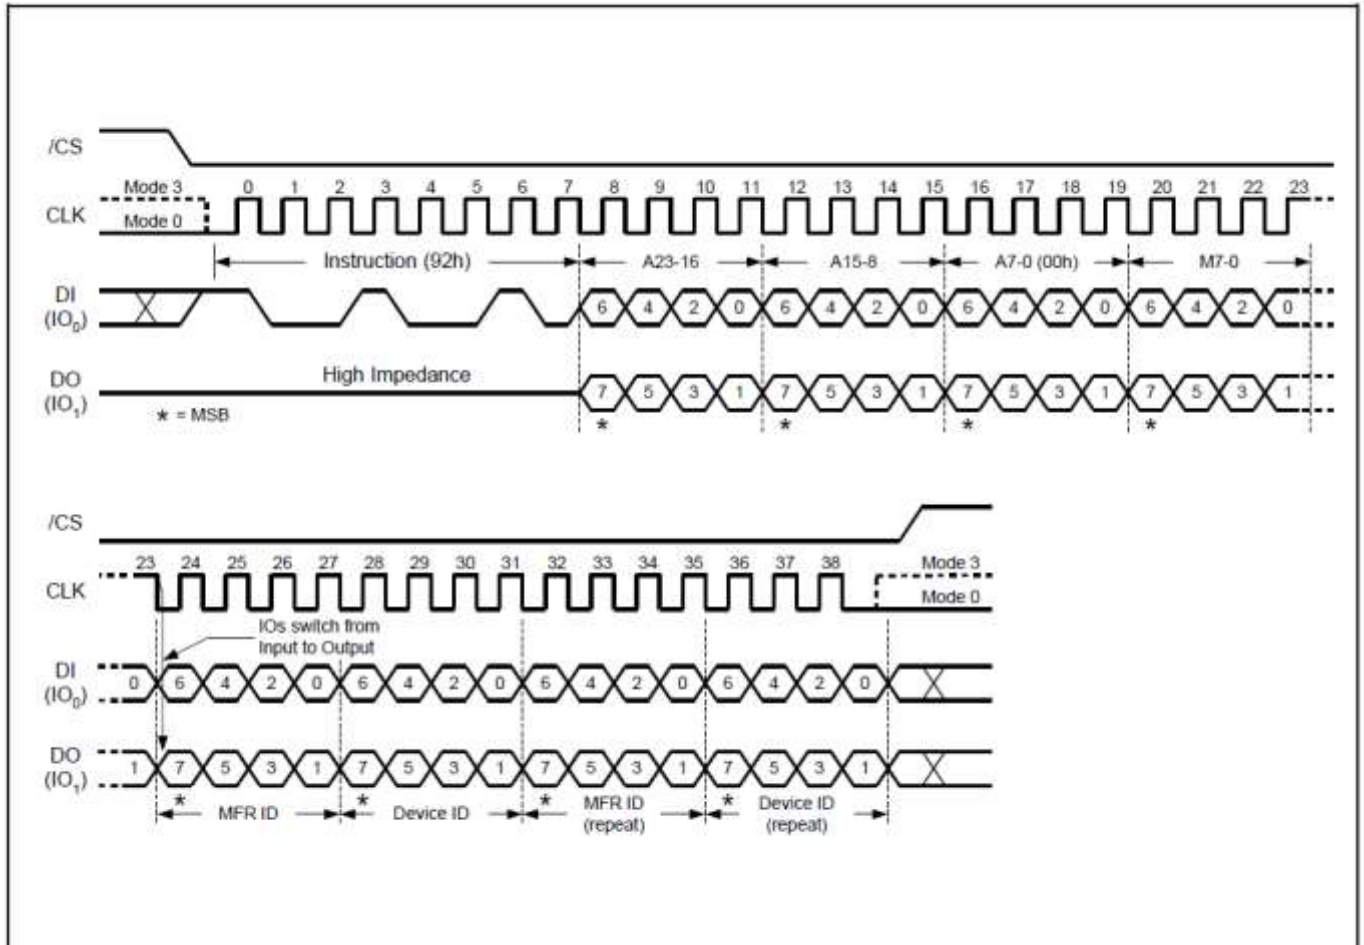 /CS
Mode 3 0 1 2 3 4 5 6 7 8 9 10 11 12 13 14 15 16 17 18 19 20 21 22 23
CLK
Mode 0
Instruction (92h) A23-16 A15-8 A7-0 (00h) M7-0
DI
(IO₀) 6 4 2 0 6 4 2 0 6 4 2 0 6 4 2 0
High Impedance
DO
(IO₁) 7 5 3 1 7 5 3 1 7 5 3 1 7 5 3 1
* = MSB * * * *
/CS
23 24 25 26 27 28 29 30 31 32 33 34 35 36 37 38 Mode 3
CLK
Mode 0
IOs switch from
Input to Output
DI
(IO₀) 0 6 4 2 0 6 4 2 0 6 4 2 0 6 4 2 0
DO
(IO₁) 1 7 5 3 1 7 5 3 1 7 5 3 1 7 5 3 1
* * * *
MFR ID Device ID MFR ID
(repeat) Device ID
(repeat)